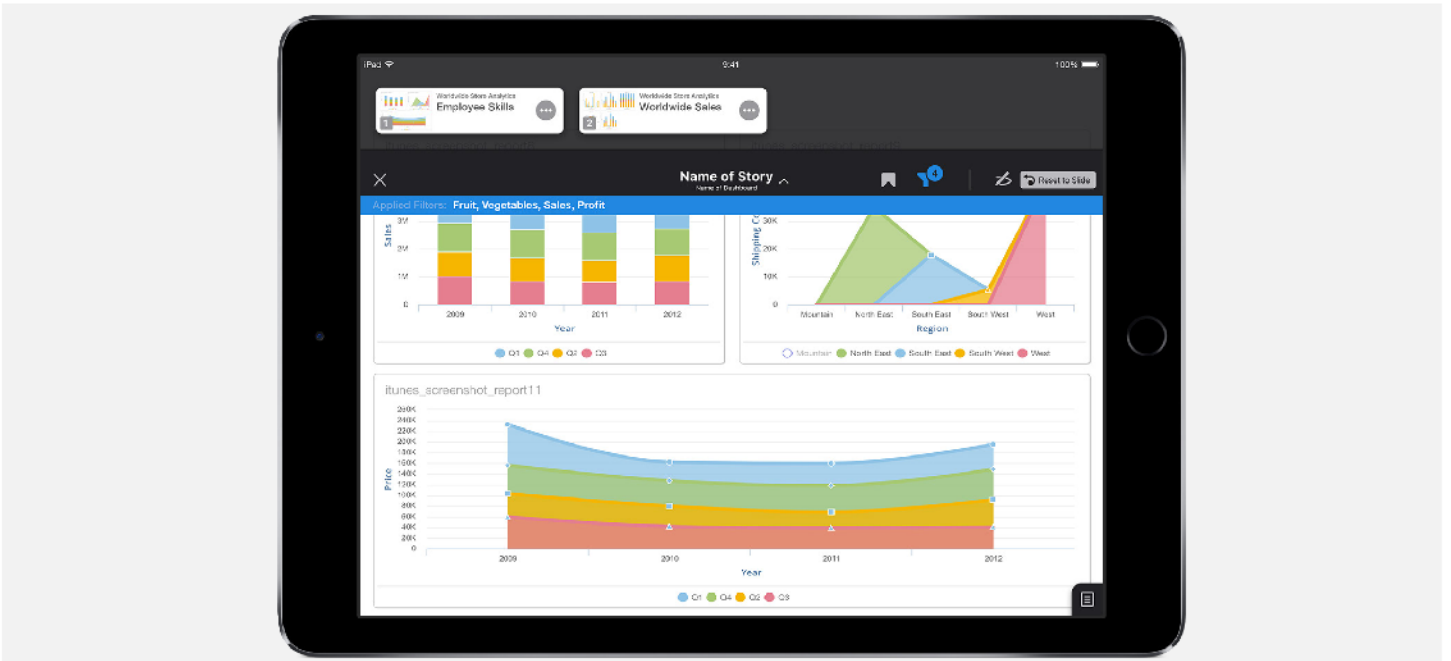 iPad 9:41 100%
Worldwide Store Analytics
Employee Skills
1
Worldwide Store Analytics
Worldwide Sales
2
itunes_screenshot_report8
Name of Story
Name of Dashboard
4
Reset to Slide
Applied Filters: Fruit, Vegetables, Sales, Profit
Sales
3M
2M
1M
0
2009 2010 2011 2012
Year
Q1 Q4 Q2 Q3
Shipping Co
30K
20K
10K
0
Mountain North East South East South West West
Region
Mountain North East South East South West West
itunes_screenshot_report11
Price
260K
240K
220K
200K
180K
160K
140K
120K
100K
80K
60K
40K
20K
0
2009 2010 2011 2012
Year
Q1 Q4 Q2 Q3